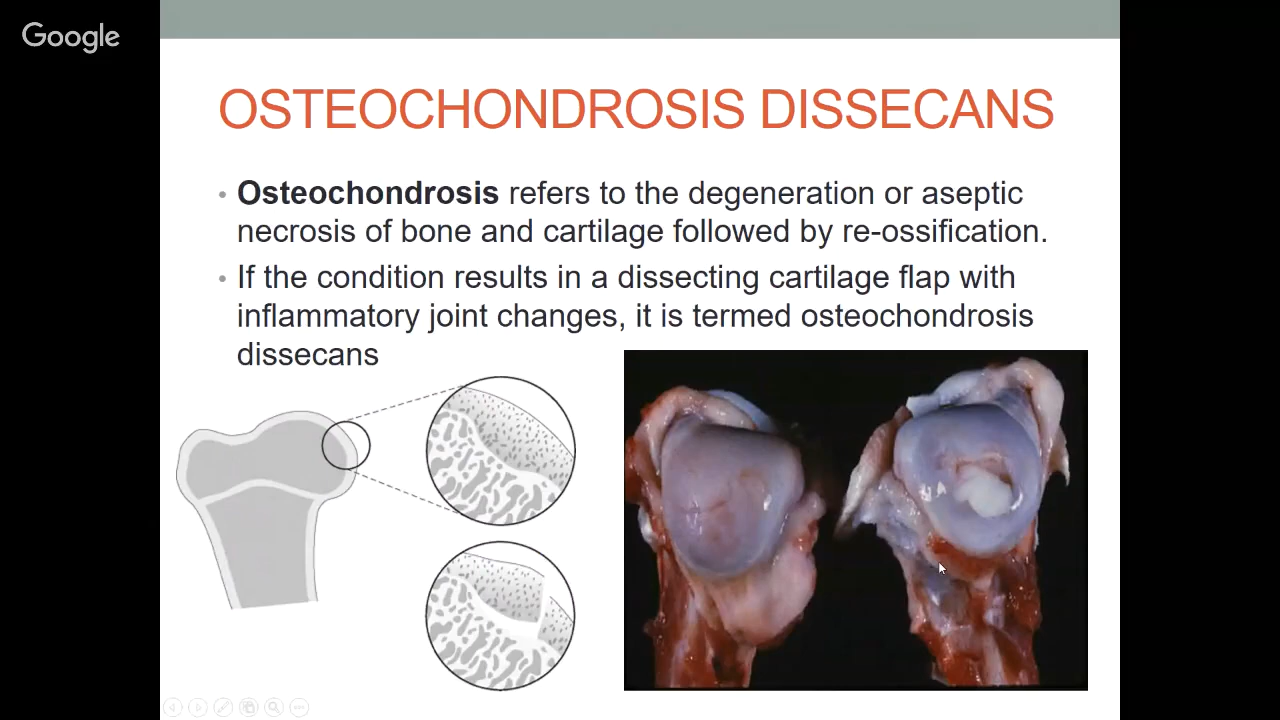 Google
OSTEOCHONDROSIS DISSECANS
• Osteochondrosis refers to the degeneration or aseptic
necrosis of bone and cartilage followed by re-ossification.
• If the condition results in a dissecting cartilage flap with
inflammatory joint changes, it is termed osteochondrosis
dissecans